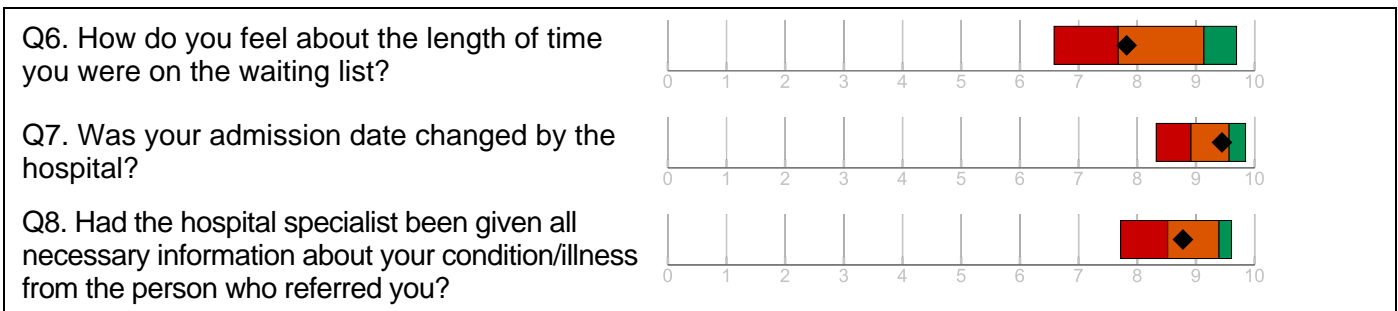 Q6. How do you feel about the length of time
you were on the waiting list?
0 1 2 3 4 5 6 7 8 9 10
Q7. Was your admission date changed by the
hospital?
0 1 2 3 4 5 6 7 8 9 10
Q8. Had the hospital specialist been given all
necessary information about your condition/illness
from the person who referred you?
0 1 2 3 4 5 6 7 8 9 10